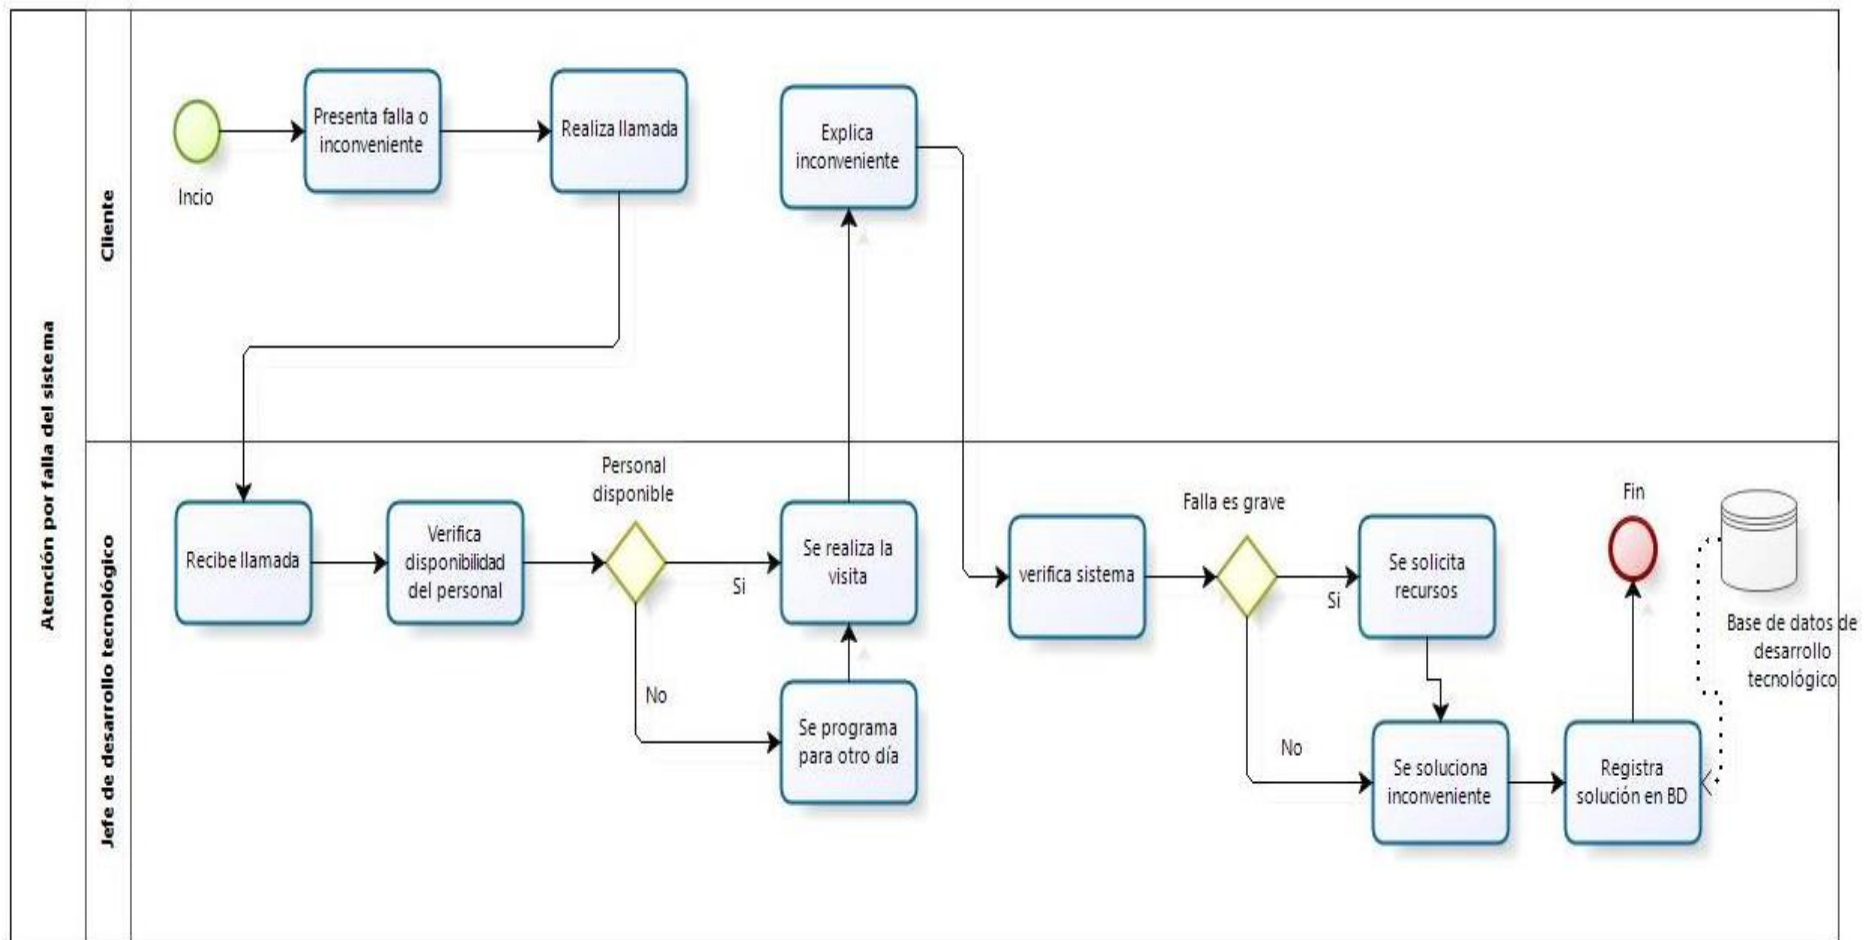 Atención por falla del sistema
Cliente
Incio
Presenta falla o
inconveniente
Realiza llamada
Explica
inconveniente
Jefe de desarrollo tecnológico
Recibe llamada
Verifica
disponibilidad
del personal
Personal
disponible
Si
No
Se realiza la
visita
Se programa
para otro día
verifica sistema
Falla es grave
Si
No
Se solicita
recursos
Se soluciona
inconveniente
Registra
solución en BD
Fin
Base de datos de
desarrollo
tecnológico